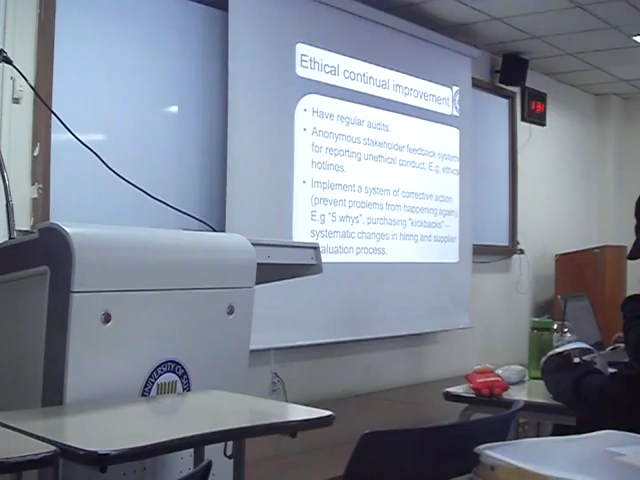 Ethical continual improvement
• Have regular audits.
• Anonymous stakeholder feedback system
for reporting unethical conduct. E.g. ethics
hotlines.
• Implement a system of corrective action
(prevent problems from happening again).
E.g "5 whys", purchasing "kickbacks" –
systematic changes in hiring and supplier
evaluation process.
UNIVERSITY OF